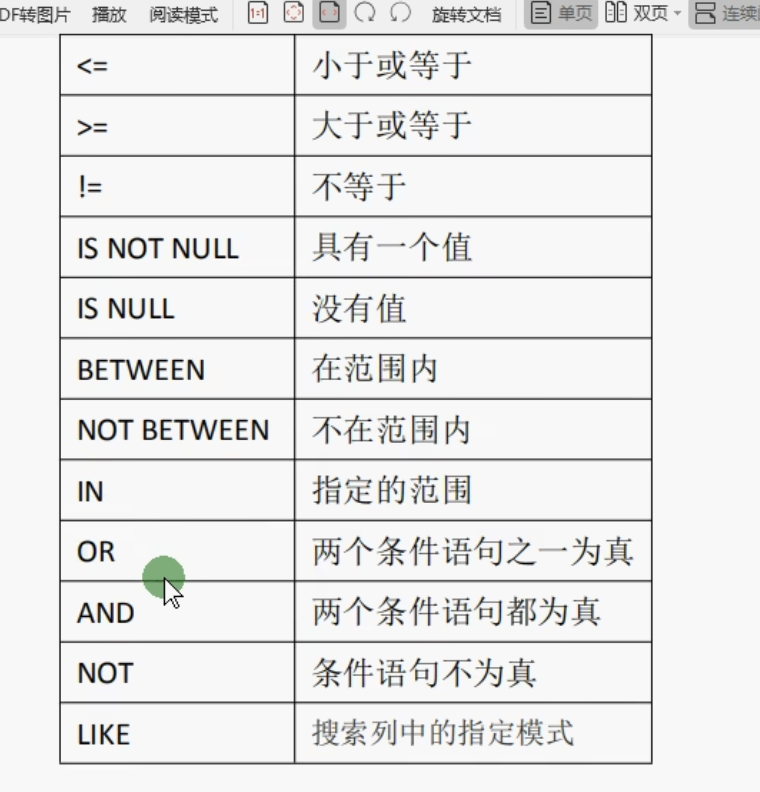 DF转图片 播放 阅读模式 1:1 旋转文档 单页 双页 连续
<= 小于或等于
>= 大于或等于
!= 不等于
IS NOT NULL 具有一个值
IS NULL 没有值
BETWEEN 在范围内
NOT BETWEEN 不在范围内
IN 指定的范围
OR 两个条件语句之一为真
AND 两个条件语句都为真
NOT 条件语句不为真
LIKE 搜索列中的指定模式